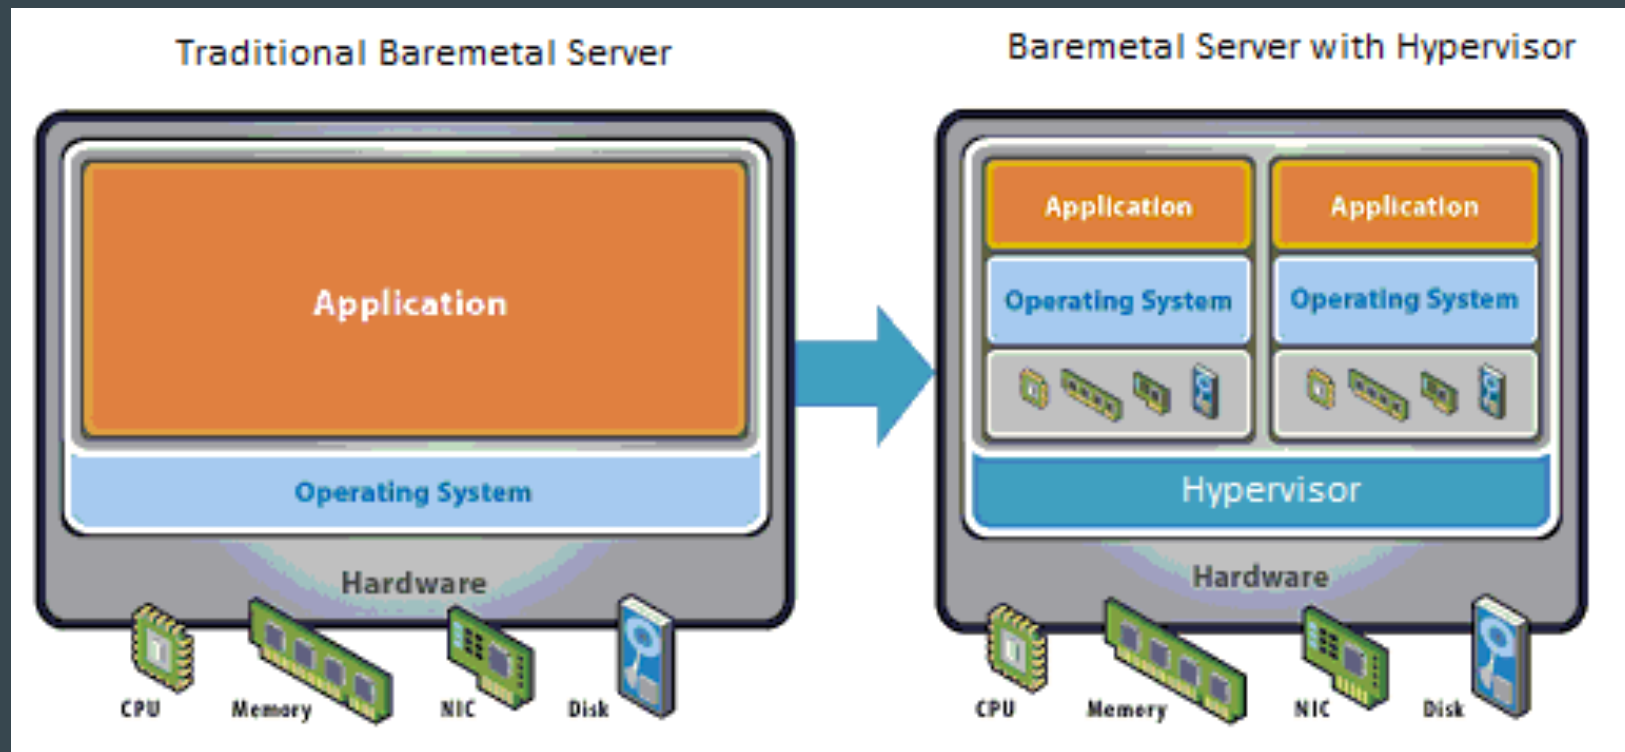 Traditional Baremetal Server
Application
Operating System
Hardware
CPU
Memory
NIC
Disk
Baremetal Server with Hypervisor
Application
Application
Operating System
Operating System
Hypervisor
Hardware
CPU
Memory
NIC
Disk